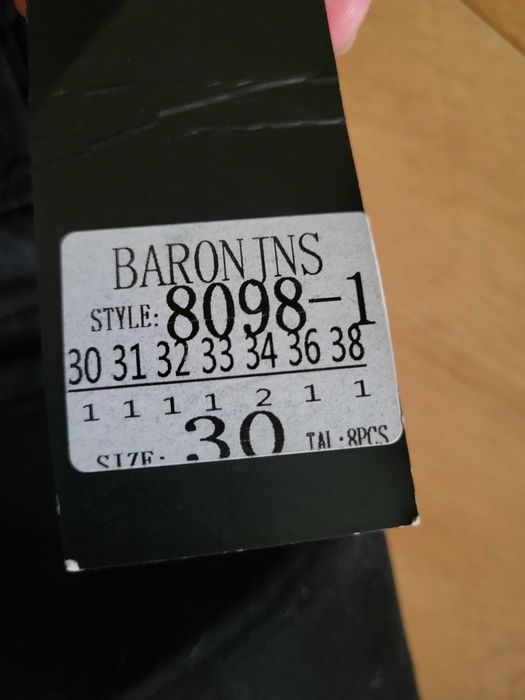 BARON JNS
STYLE: 8098-1
30 31 32 33 34 36 38
1 1 1 1 2 1 1
SIZE: 30 TAL:8PCS